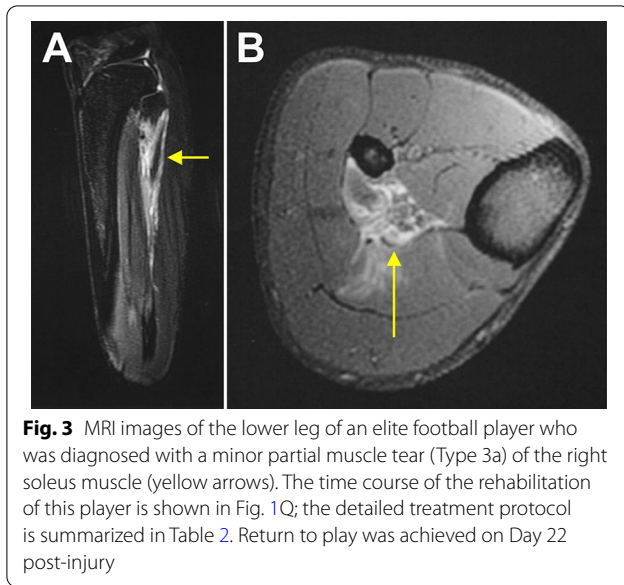 A B
Fig. 3 MRI images of the lower leg of an elite football player who
was diagnosed with a minor partial muscle tear (Type 3a) of the right
soleus muscle (yellow arrows). The time course of the rehabilitation
of this player is shown in Fig. 1Q; the detailed treatment protocol
is summarized in Table 2. Return to play was achieved on Day 22
post-injury